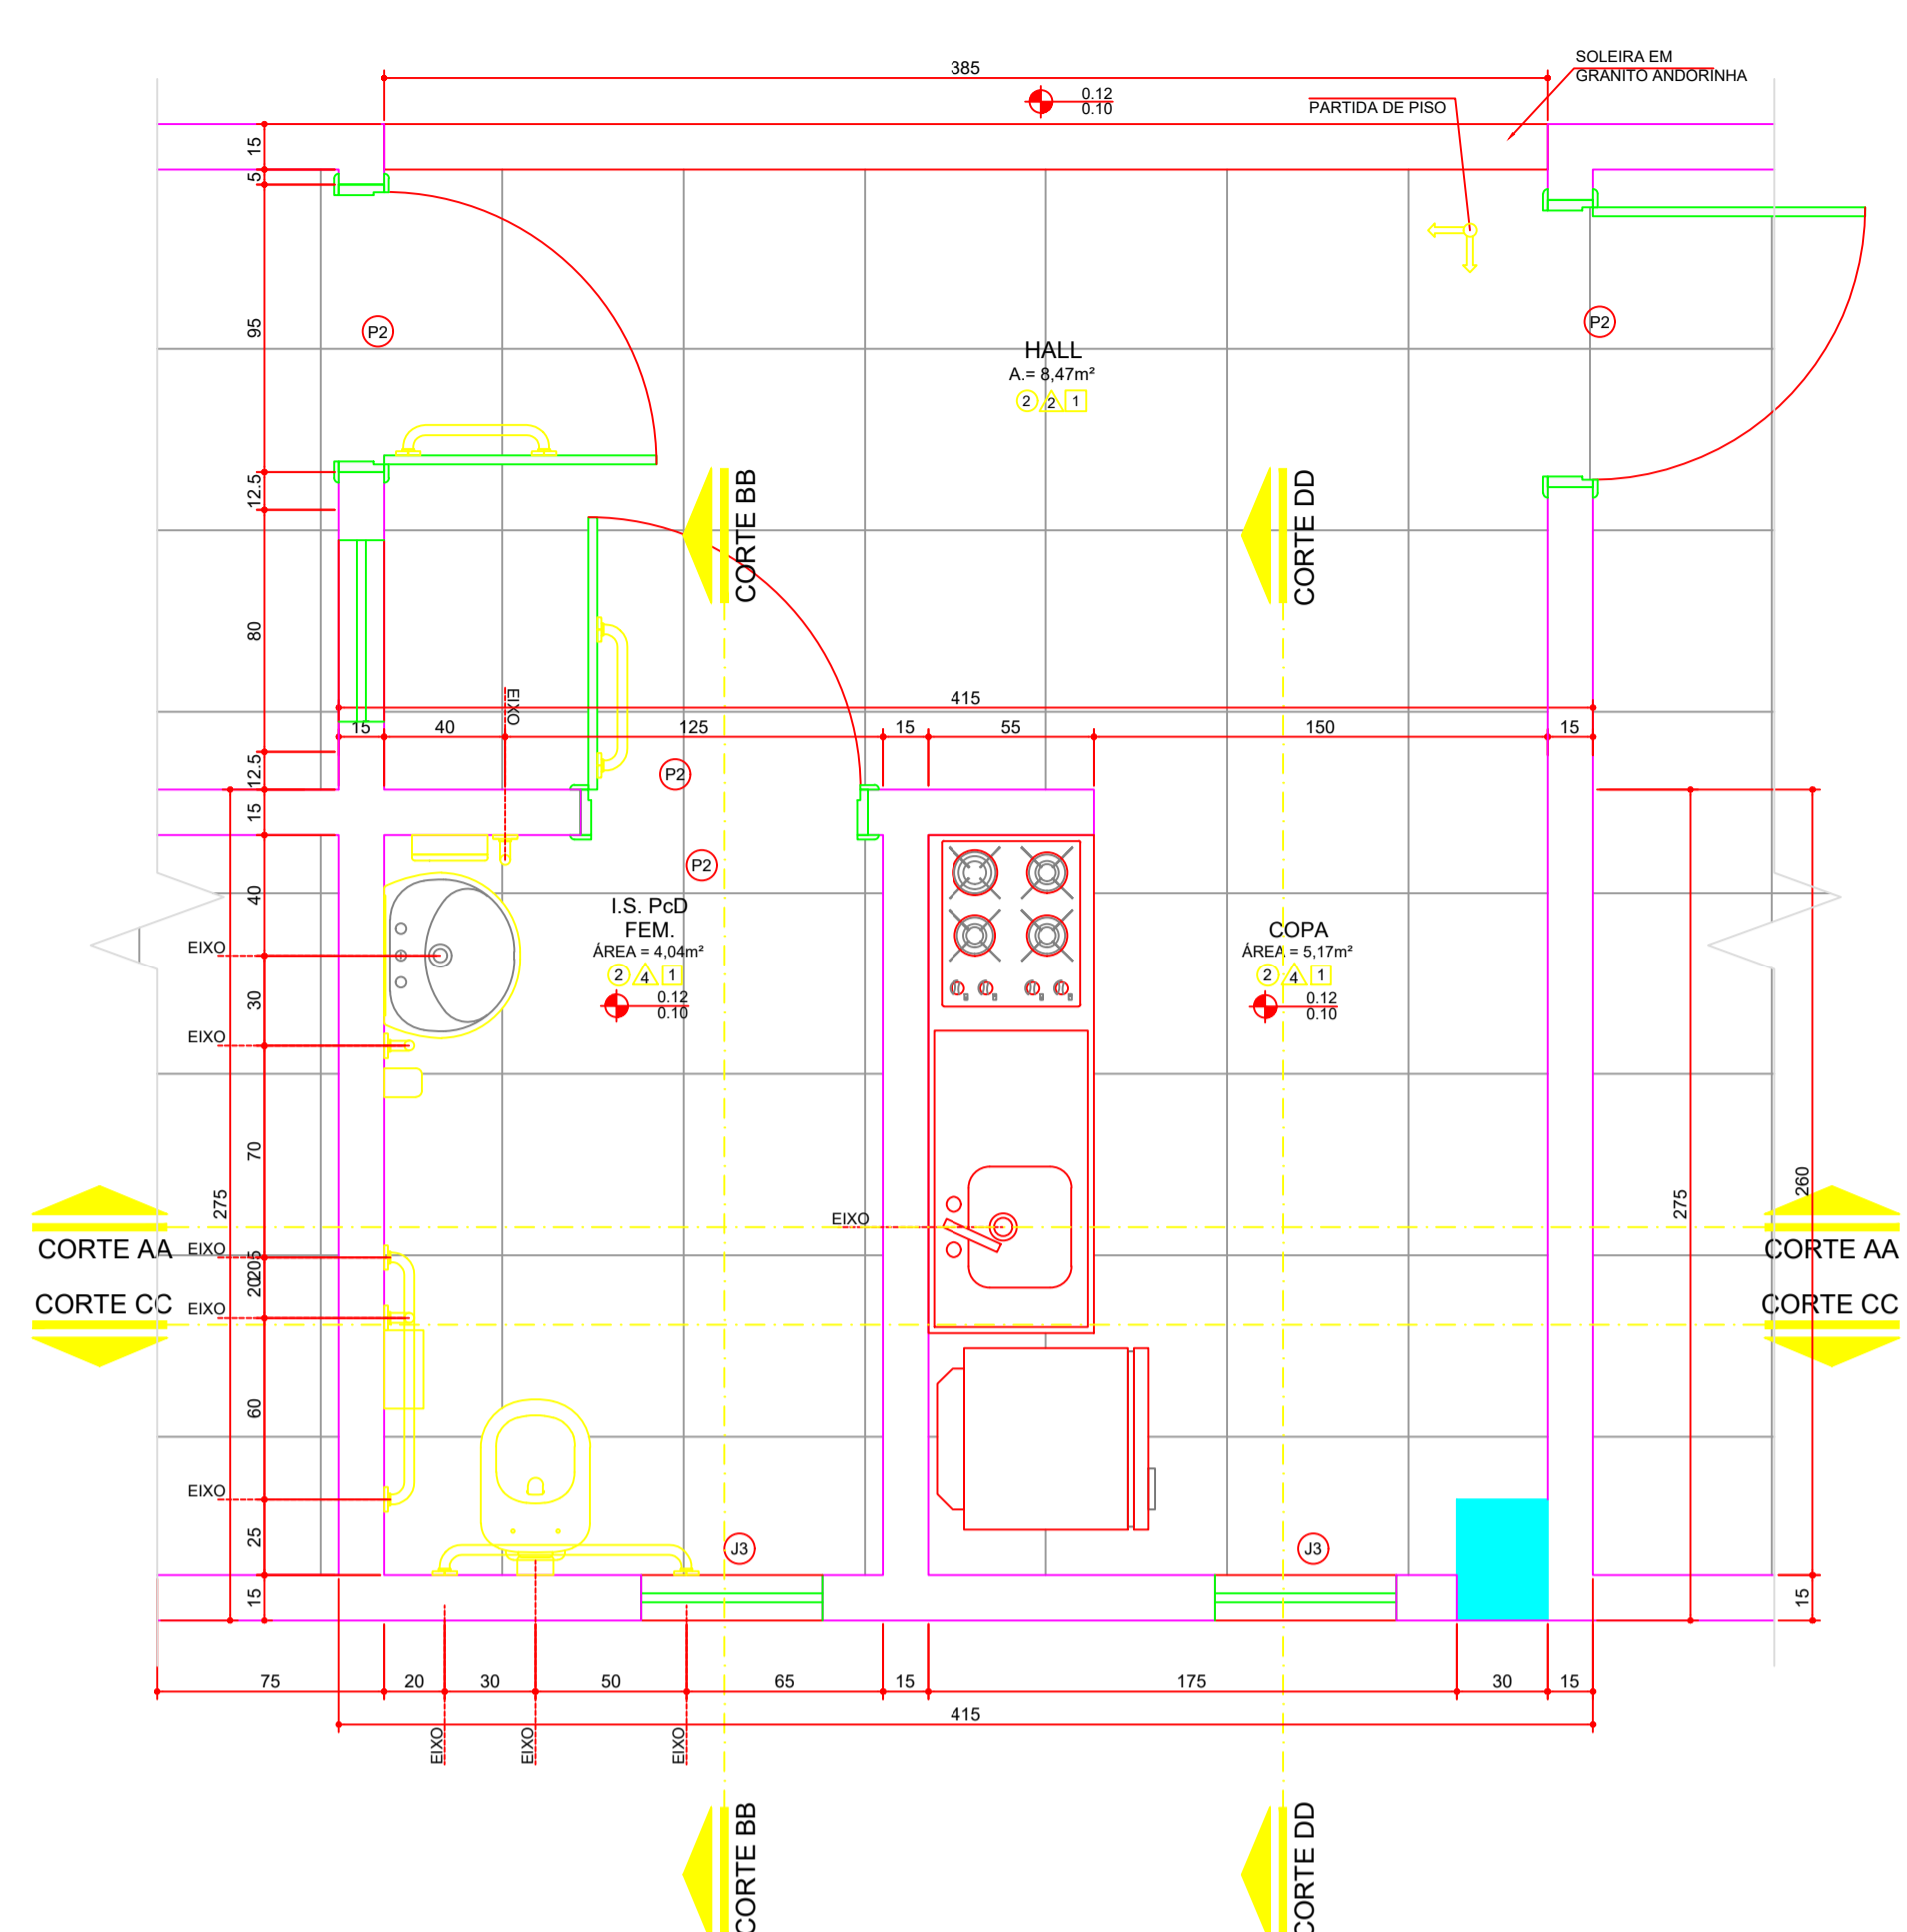 SOLEIRA EM
GRANITO ANDORINHA
385
0.12
0.10
PARTIDA DE PISO
15
5
95
12.5
80
12.5
15
P2
P2
HALL
A.= 8,47m²
2
2
1
CORTE BB
CORTE DD
EIXO
415
15
40
125
15
55
150
15
P2
P2
I.S. PcD
FEM.
ÁREA = 4,04m²
2
4
1
0.12
0.10
COPA
ÁREA = 5,17m²
2
4
1
0.12
0.10
40
EIXO
30
EIXO
70
275
275
260
EIXO
CORTE AA
EIXO
20
CORTE AA
CORTE CC
EIXO
CORTE CC
60
EIXO
25
J3
J3
15
15
75
20
30
50
65
15
175
30
15
415
EIXO
EIXO
EIXO
CORTE BB
CORTE DD